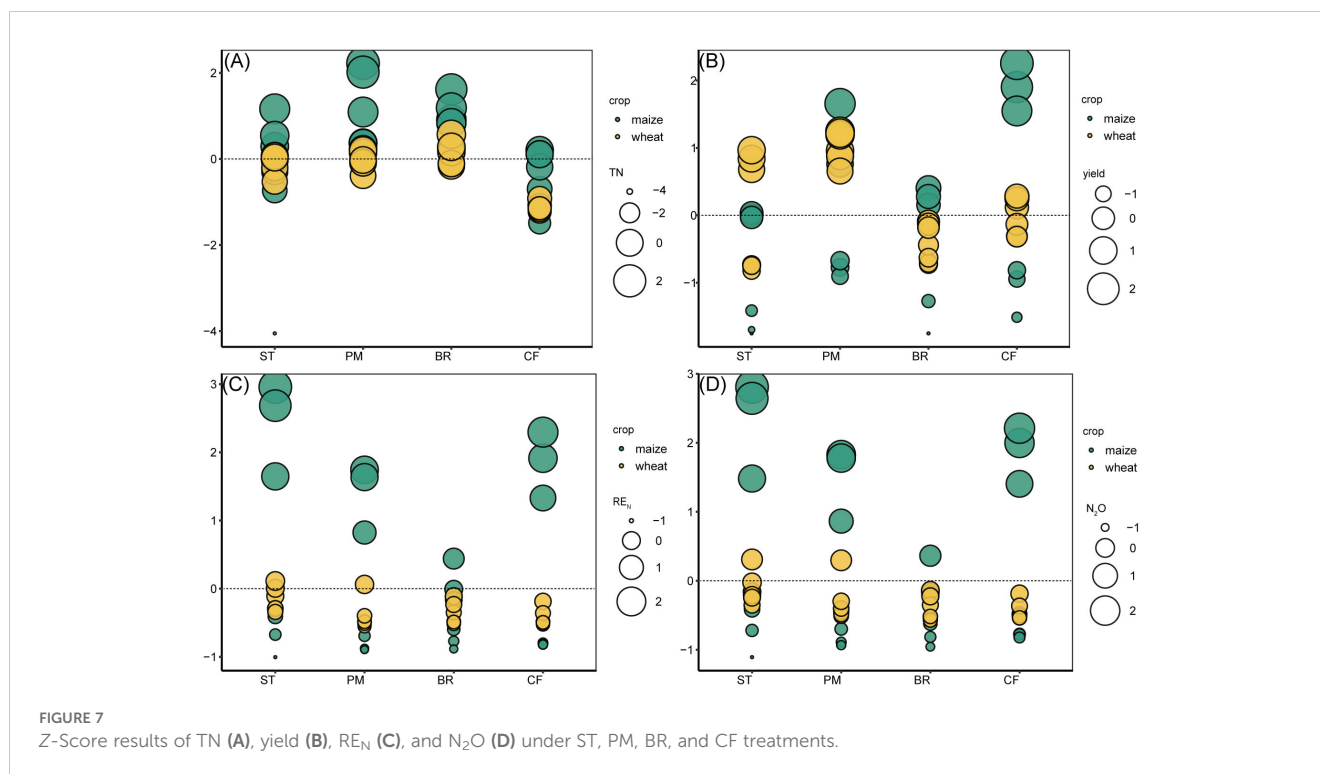 (A)
2
0
−2
−4
ST PM BR CF
crop
maize
wheat
TN
−4
−2
0
2
(B)
2
1
0
−1
ST PM BR CF
crop
maize
wheat
yield
−1
0
1
2
(C)
3
2
1
0
−1
ST PM BR CF
crop
maize
wheat
RE_N
−1
0
1
2
(D)
3
2
1
0
−1
ST PM BR CF
crop
maize
wheat
N₂O
−1
0
1
2
FIGURE 7
Z-Score results of TN (A), yield (B), RE_N (C), and N₂O (D) under ST, PM, BR, and CF treatments.